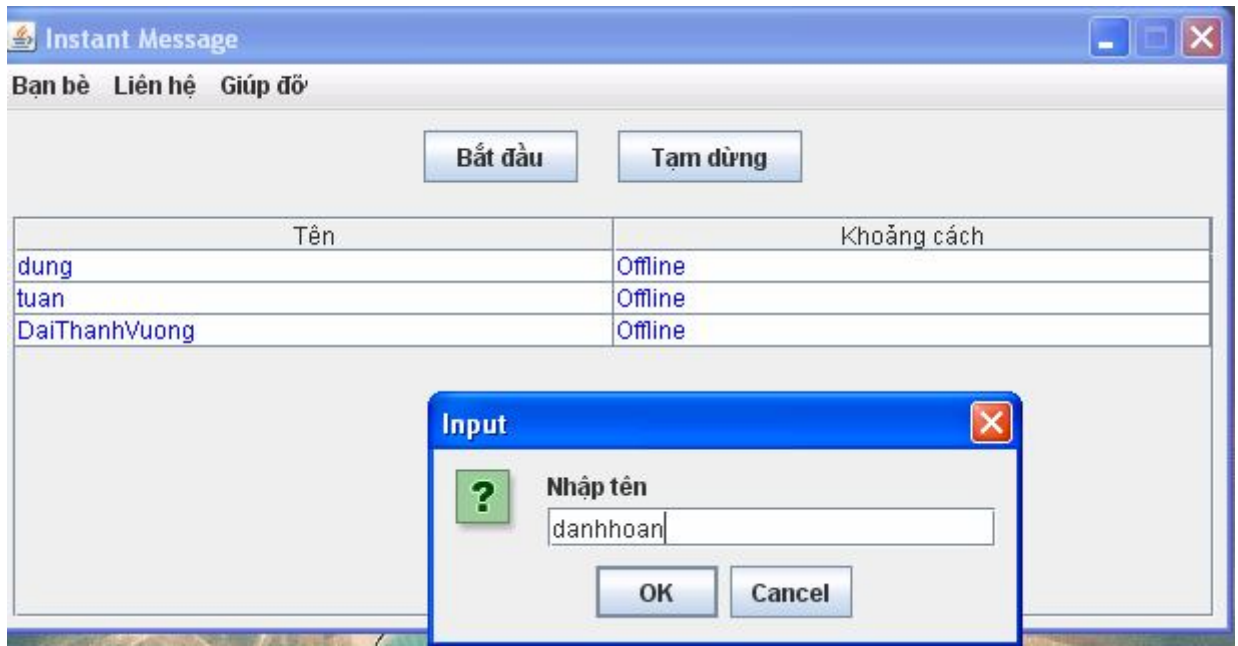 Instant Message
Bạn bè Liên hệ Giúp đỡ
Bắt đầu Tạm dừng
Tên Khoảng cách
dung Offline
tuan Offline
DaiThanhVuong Offline
Input
?
Nhập tên
danhhoan
OK Cancel